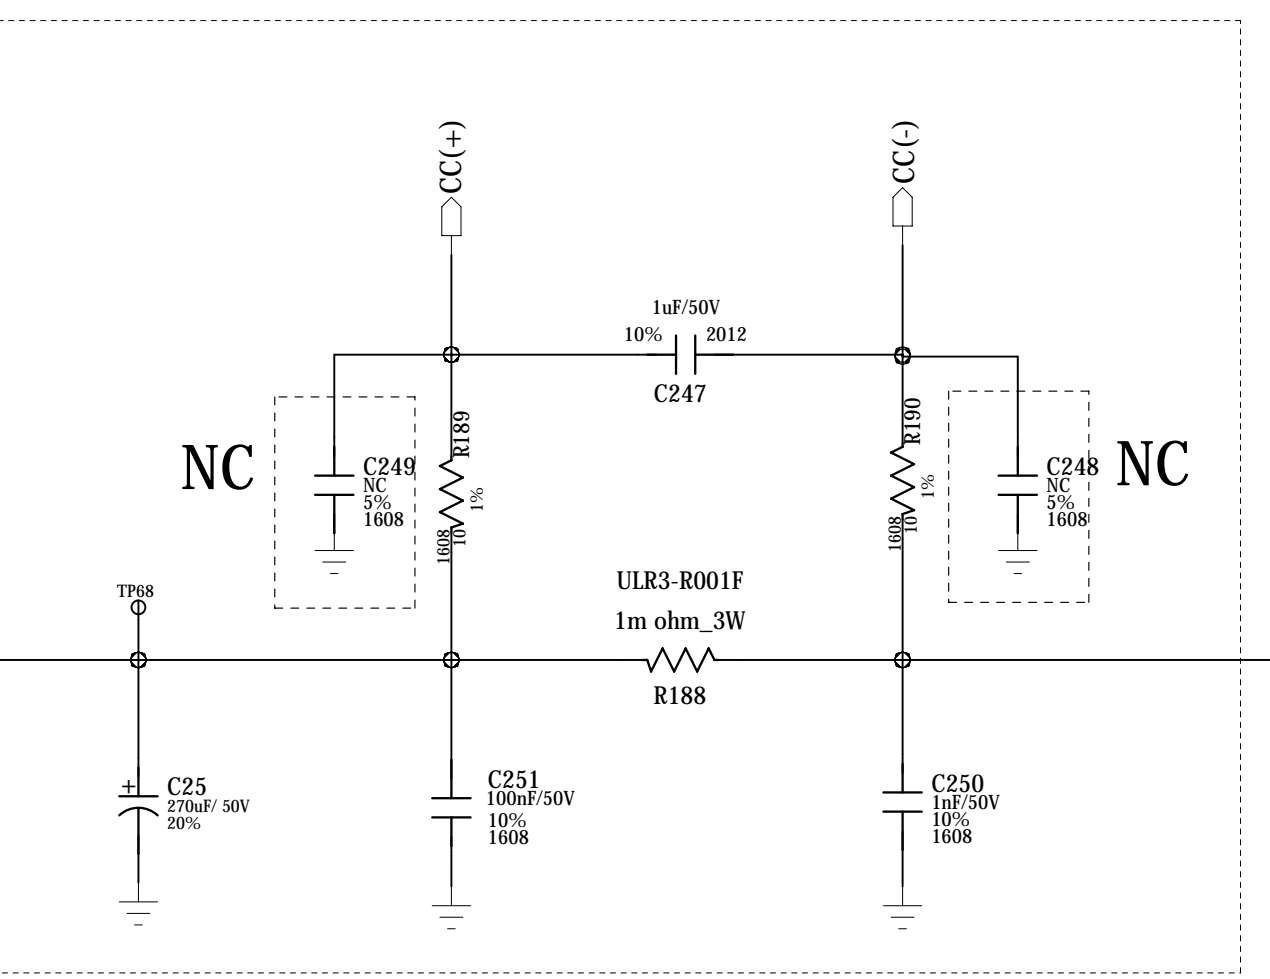 CC(+)
CC(-)
1uF/50V
10%
2012
C247
R189
1%
1608
10
R190
1%
1608
10
NC
C249
NC
5%
1608
C248
NC
5%
1608
NC
TP68
ULR3-R001F
1m ohm_3W
R188
+
C25
270uF/ 50V
20%
C251
100nF/50V
10%
1608
C250
1nF/50V
10%
1608